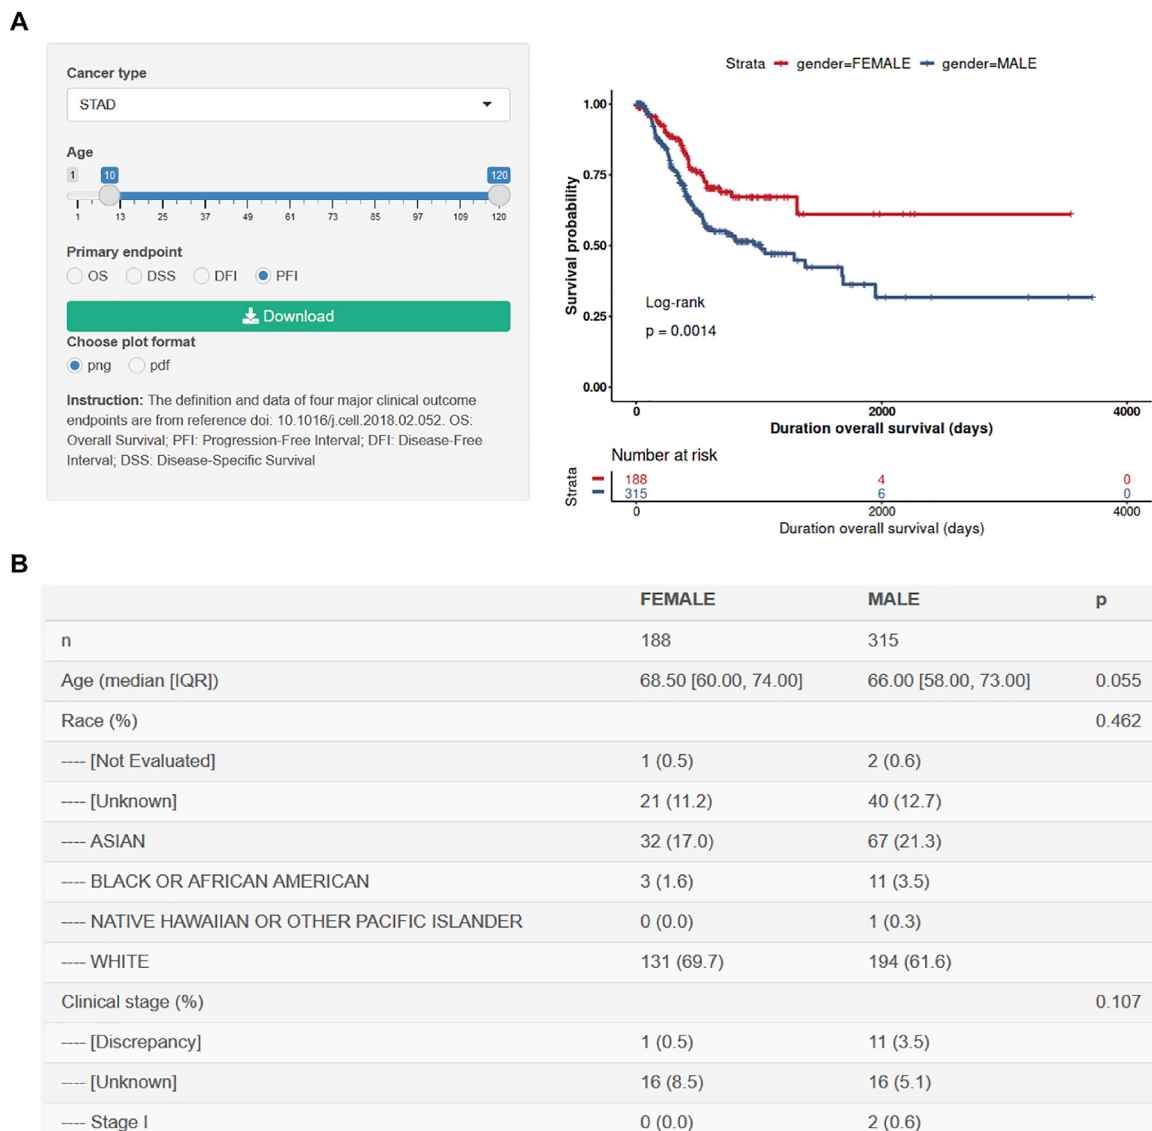 A
Cancer type
STAD
Age
1 10 120
1 13 25 37 49 61 73 85 97 109 120
Primary endpoint
OS DSS DFI PFI
Download
Choose plot format
png pdf
Instruction: The definition and data of four major clinical outcome
endpoints are from reference doi: 10.1016/j.cell.2018.02.052. OS:
Overall Survival; PFI: Progression-Free Interval; DFI: Disease-Free
Interval; DSS: Disease-Specific Survival
Strata gender=FEMALE gender=MALE
Survival probability
1.00
0.75
0.50
0.25
0.00
Log-rank
p = 0.0014
0 2000 4000
Duration overall survival (days)
Number at risk
Strata
188 4 0
315 6 0
0 2000 4000
Duration overall survival (days)
B
FEMALE MALE p
n 188 315
Age (median [IQR]) 68.50 [60.00, 74.00] 66.00 [58.00, 73.00] 0.055
Race (%) 0.462
---- [Not Evaluated] 1 (0.5) 2 (0.6)
---- [Unknown] 21 (11.2) 40 (12.7)
---- ASIAN 32 (17.0) 67 (21.3)
---- BLACK OR AFRICAN AMERICAN 3 (1.6) 11 (3.5)
---- NATIVE HAWAIIAN OR OTHER PACIFIC ISLANDER 0 (0.0) 1 (0.3)
---- WHITE 131 (69.7) 194 (61.6)
Clinical stage (%) 0.107
---- [Discrepancy] 1 (0.5) 11 (3.5)
---- [Unknown] 16 (8.5) 16 (5.1)
---- Stage I 0 (0.0) 2 (0.6)